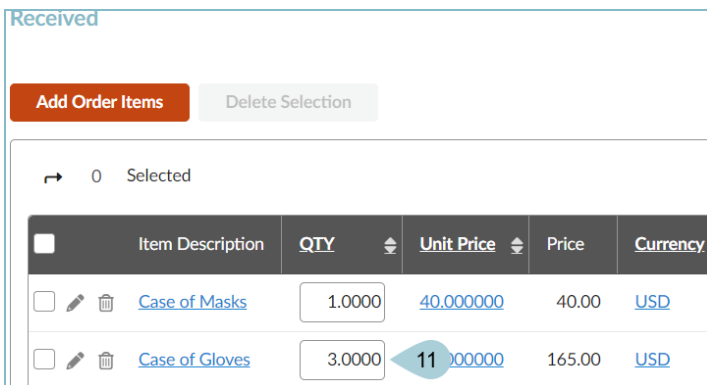 Received
Add Order Items Delete Selection
0 Selected
Item Description QTY Unit Price Price Currency
Case of Masks 1.0000 40.000000 40.00 USD
Case of Gloves 3.0000 11 000000 165.00 USD